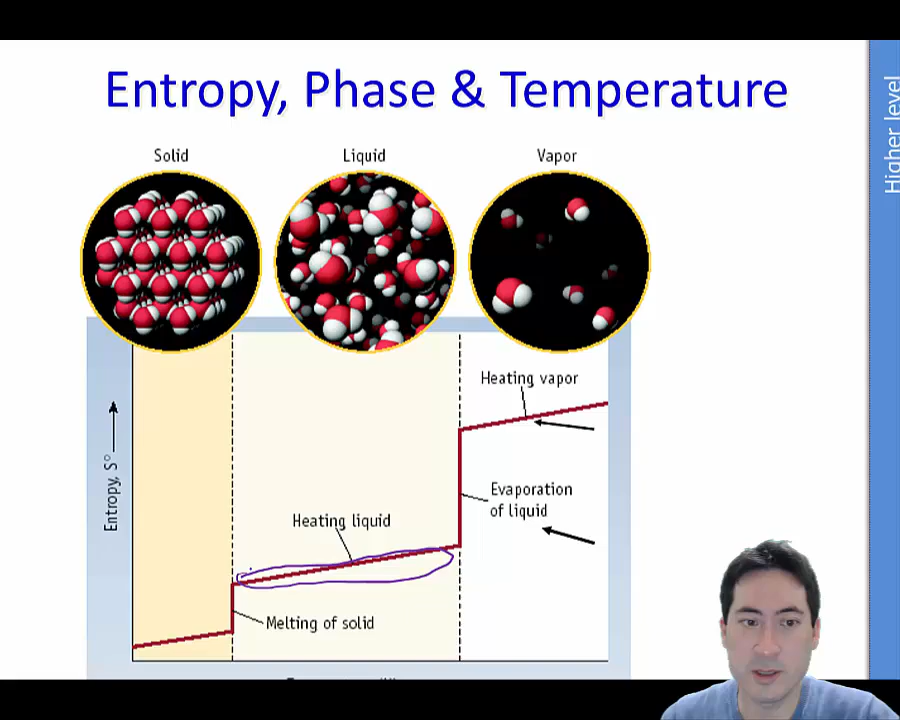 Entropy, Phase & Temperature
Higher level
Solid
Liquid
Vapor
Heating vapor
Entropy, S°
Evaporation
of liquid
Heating liquid
Melting of solid